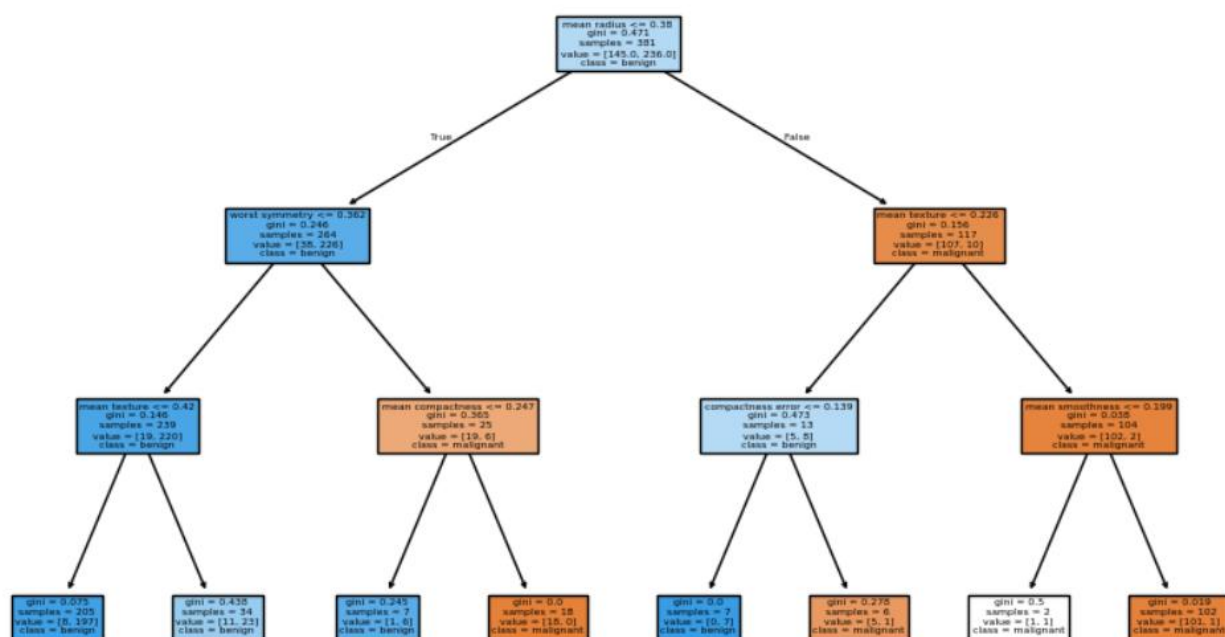 mean radius <= 0.38
gini = 0.471
samples = 381
value = [145.0, 236.0]
class = benign
True
False
worst symmetry <= 0.362
gini = 0.246
samples = 264
value = [38, 226]
class = benign
mean texture <= 0.226
gini = 0.156
samples = 117
value = [107, 10]
class = malignant
mean texture <= 0.42
gini = 0.146
samples = 239
value = [19, 220]
class = benign
mean compactness <= 0.247
gini = 0.365
samples = 25
value = [19, 6]
class = malignant
compactness error <= 0.139
gini = 0.473
samples = 13
value = [5, 8]
class = benign
mean smoothness <= 0.199
gini = 0.038
samples = 104
value = [102, 2]
class = malignant
gini = 0.075
samples = 205
value = [8, 197]
class = benign
gini = 0.438
samples = 34
value = [11, 23]
class = benign
gini = 0.245
samples = 7
value = [1, 6]
class = benign
gini = 0.0
samples = 18
value = [18, 0]
class = malignant
gini = 0.0
samples = 7
value = [0, 7]
class = benign
gini = 0.278
samples = 6
value = [5, 1]
class = malignant
gini = 0.5
samples = 2
value = [1, 1]
class = malignant
gini = 0.019
samples = 102
value = [101, 1]
class = malignant